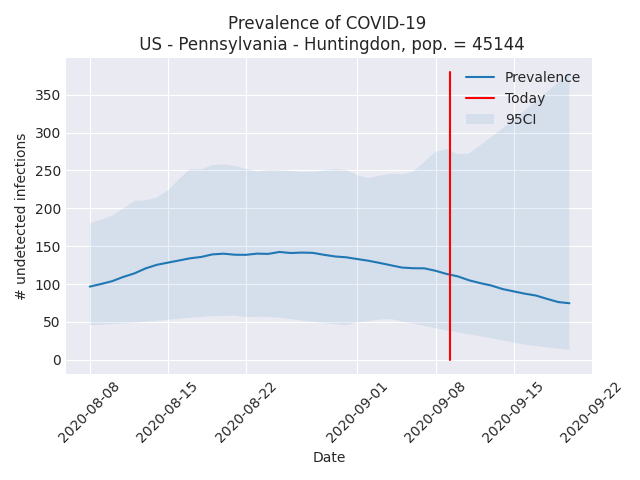 Prevalence of COVID-19
US - Pennsylvania - Huntingdon, pop. = 45144
Prevalence
Today
95CI
# undetected infections
350
300
250
200
150
100
50
0
2020-08-08
2020-08-15
2020-08-22
2020-09-01
2020-09-08
2020-09-15
2020-09-22
Date